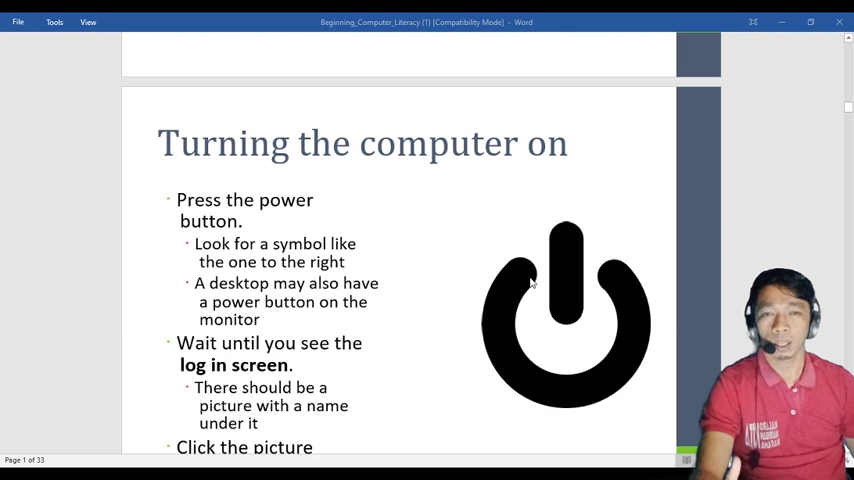 File
Tools
View
Beginning_Computer_Literacy (1) [Compatibility Mode] - Word
Turning the computer on
Press the power
button.
Look for a symbol like
the one to the right
A desktop may also have
a power button on the
monitor
Wait until you see the
log in screen.
There should be a
picture with a name
under it
Click the picture
Page 1 of 33